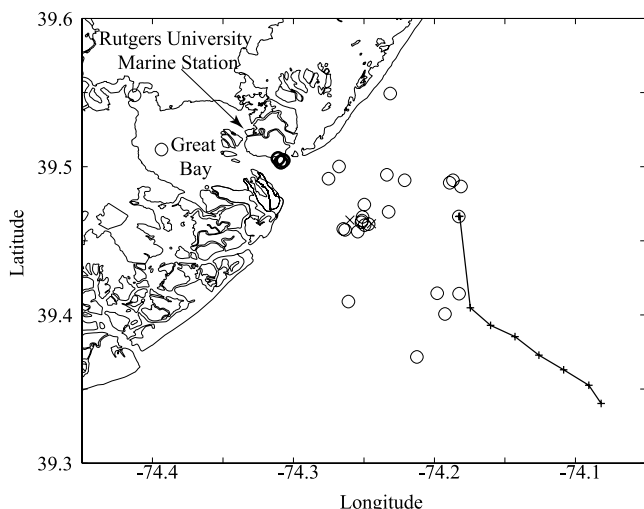 39.6
Rutgers University
Marine Station
Great
Bay
39.5
Latitude
39.4
39.3
-74.4
-74.3
-74.2
-74.1
Longitude